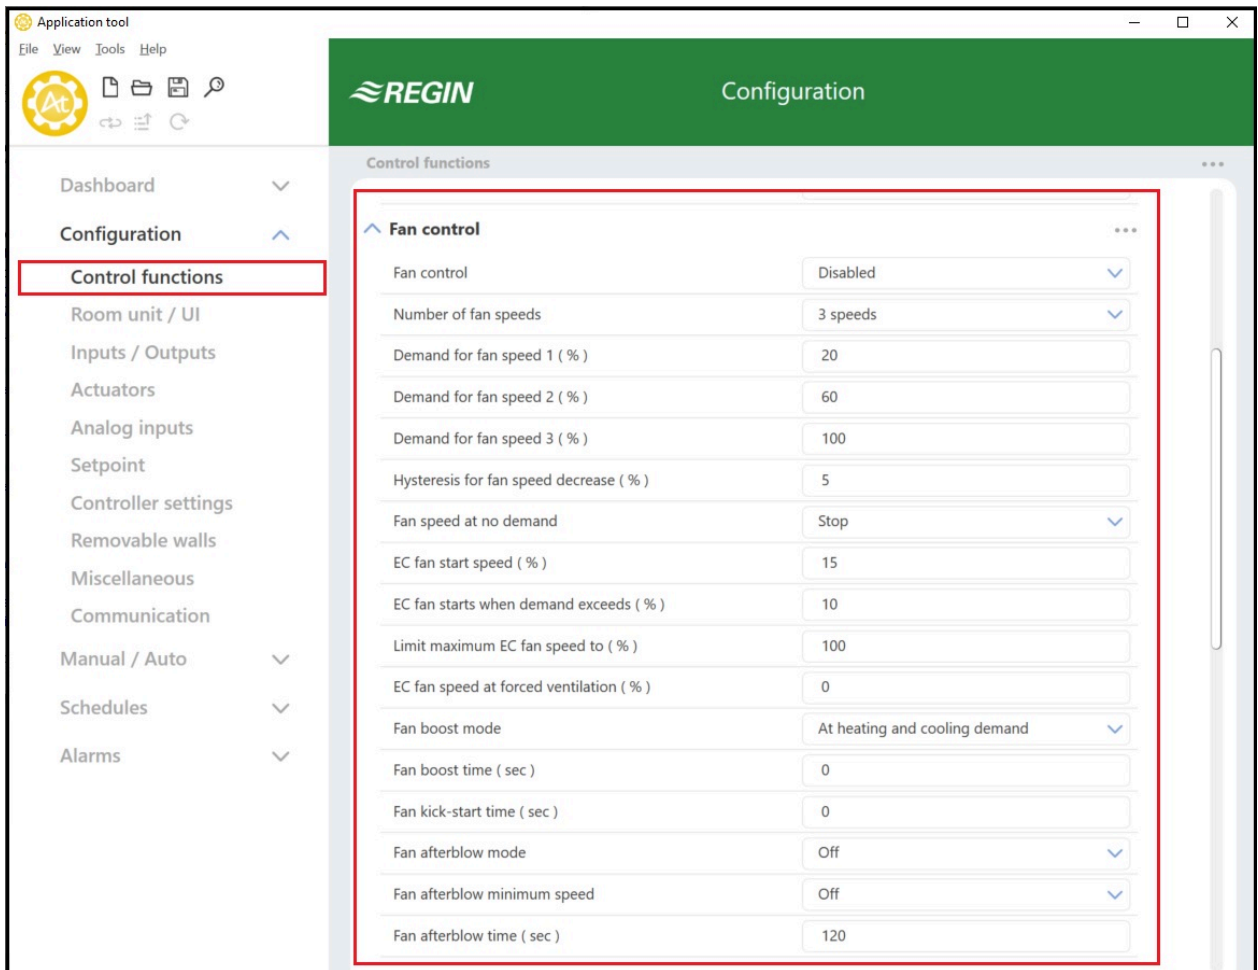 Application tool
File View Tools Help
At
REGIN
Configuration
Dashboard
Configuration
Control functions
Room unit / UI
Inputs / Outputs
Actuators
Analog inputs
Setpoint
Controller settings
Removable walls
Miscellaneous
Communication
Manual / Auto
Schedules
Alarms
Control functions
Fan control
Fan control Disabled
Number of fan speeds 3 speeds
Demand for fan speed 1 ( % ) 20
Demand for fan speed 2 ( % ) 60
Demand for fan speed 3 ( % ) 100
Hysteresis for fan speed decrease ( % ) 5
Fan speed at no demand Stop
EC fan start speed ( % ) 15
EC fan starts when demand exceeds ( % ) 10
Limit maximum EC fan speed to ( % ) 100
EC fan speed at forced ventilation ( % ) 0
Fan boost mode At heating and cooling demand
Fan boost time ( sec ) 0
Fan kick-start time ( sec ) 0
Fan afterblow mode Off
Fan afterblow minimum speed Off
Fan afterblow time ( sec ) 120